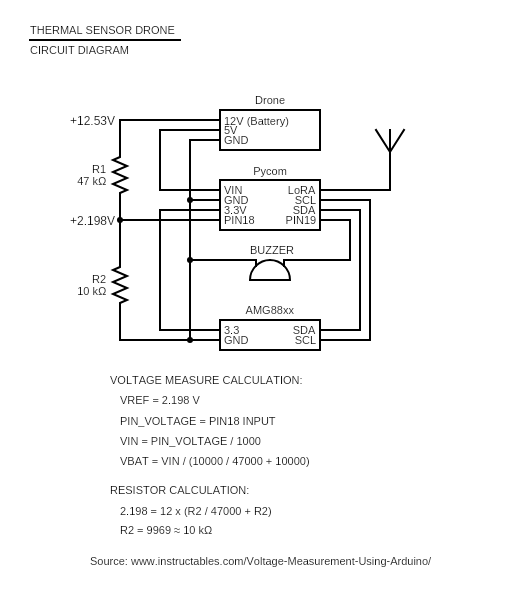 THERMAL SENSOR DRONE
CIRCUIT DIAGRAM
Drone
+12.53V
12V (Battery)
5V
GND
R1
47 kΩ
Pycom
VIN
LoRA
GND
SCL
3.3V
SDA
+2.198V
PIN18
PIN19
BUZZER
R2
10 kΩ
AMG88xx
3.3
SDA
GND
SCL
VOLTAGE MEASURE CALCULATION:
VREF = 2.198 V
PIN_VOLTAGE = PIN18 INPUT
VIN = PIN_VOLTAGE / 1000
VBAT = VIN / (10000 / 47000 + 10000)
RESISTOR CALCULATION:
2.198 = 12 x (R2 / 47000 + R2)
R2 = 9969 ≈ 10 kΩ
Source: www.instructables.com/Voltage-Measurement-Using-Arduino/